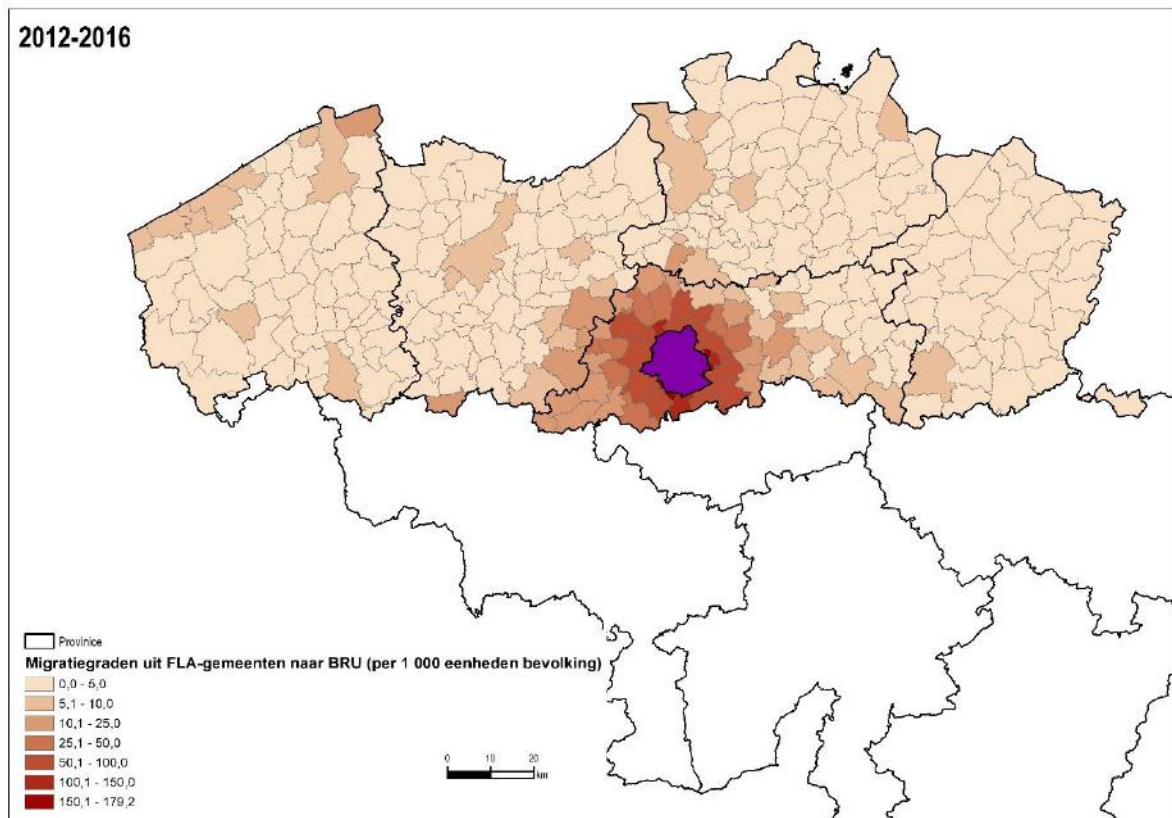 2012-2016
Provinice
Migratiegraden uit FLA-gemeenten naar BRU (per 1 000 eenheden bevolking)
0,0 - 5,0
5,1 - 10,0
10,1 - 25,0
25,1 - 50,0
50,1 - 100,0
100,1 - 150,0
150,1 - 179,2
0 10 20
km